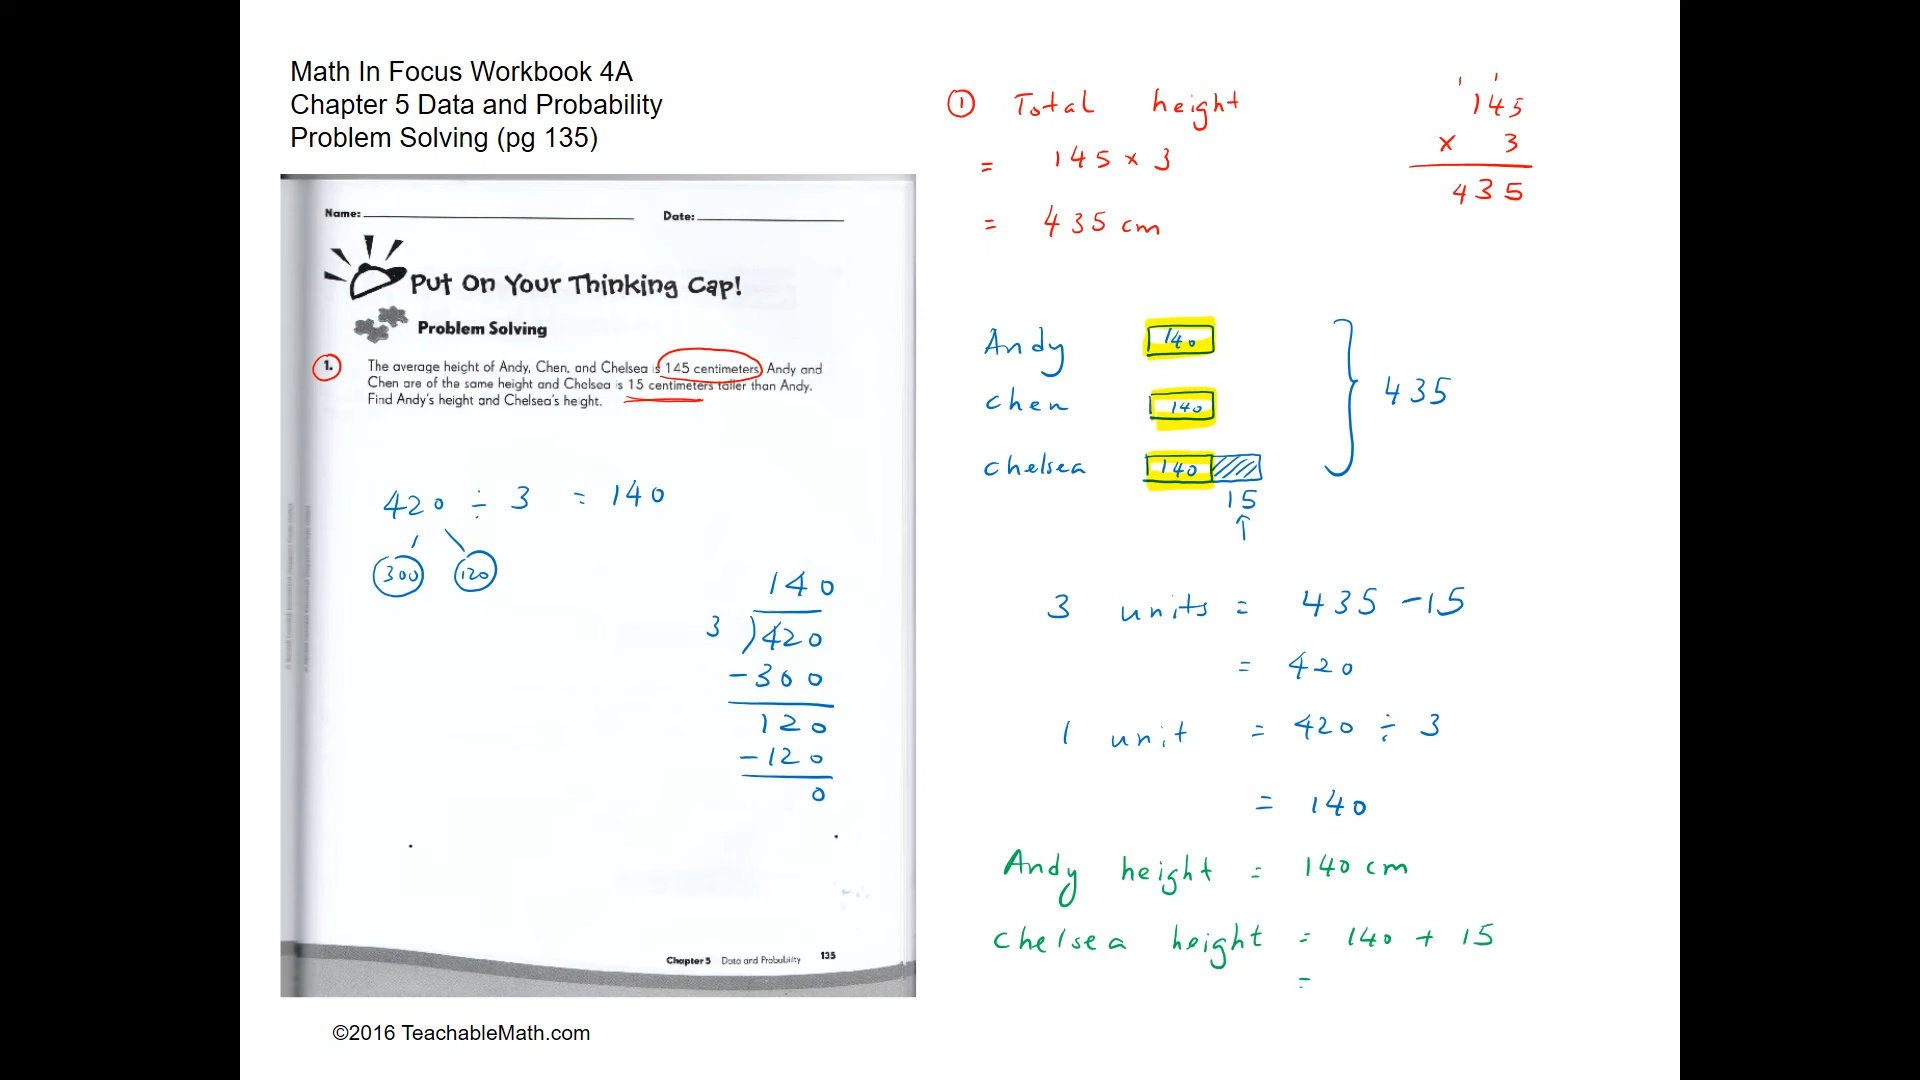 Math In Focus Workbook 4A
Chapter 5 Data and Probability
Problem Solving (pg 135)
Name:
Date:
Put On Your Thinking Cap!
Problem Solving
1. The average height of Andy, Chen, and Chelsea is 145 centimeters. Andy and
Chen are of the same height and Chelsea is 15 centimeters taller than Andy.
Find Andy's height and Chelsea's height.
420 ÷ 3 = 140
300 120
140
3 ) 420
- 300
120
- 120
0
Chapter 5 Data and Probability 135
©2016 TeachableMath.com
1 Total height
= 145 × 3
= 435 cm
1 1
145
× 3
435
Andy 140
Chen 140
435
Chelsea 140
15
3 units = 435 - 15
= 420
1 unit = 420 ÷ 3
= 140
Andy height = 140 cm
Chelsea height = 140 + 15
=